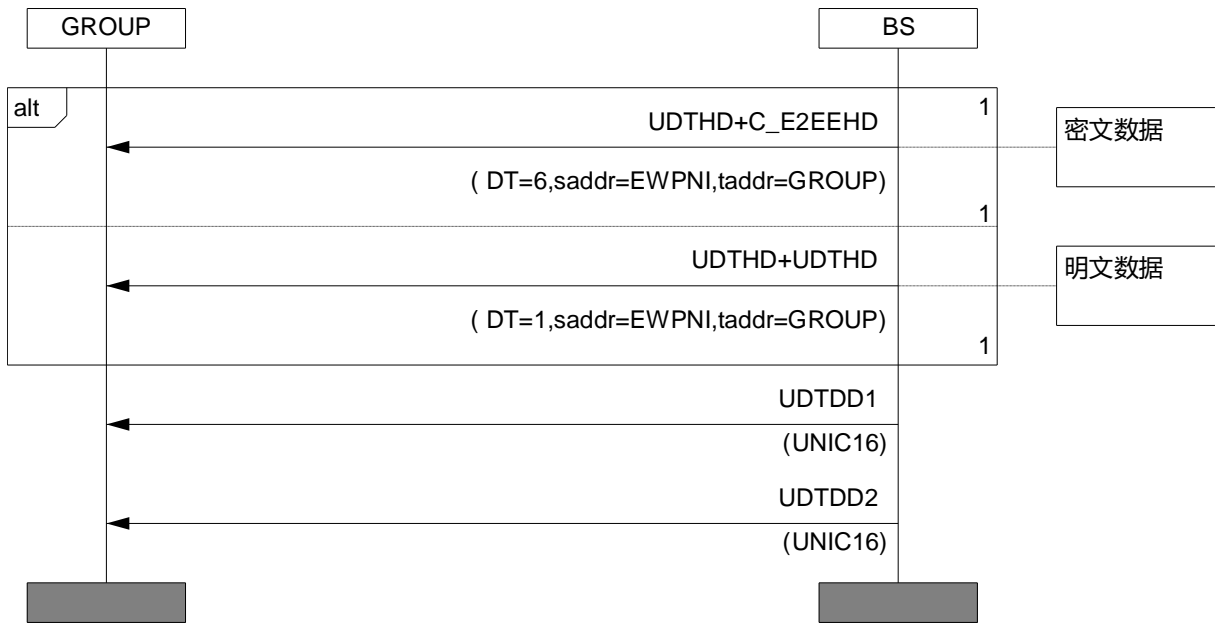 GROUP
BS
alt
1
UDTHD+C_E2EEHD
密文数据
( DT=6,saddr=EWPNI,taddr=GROUP)
1
UDTHD+UDTHD
明文数据
( DT=1,saddr=EWPNI,taddr=GROUP)
1
UDTDD1
(UNIC16)
UDTDD2
(UNIC16)